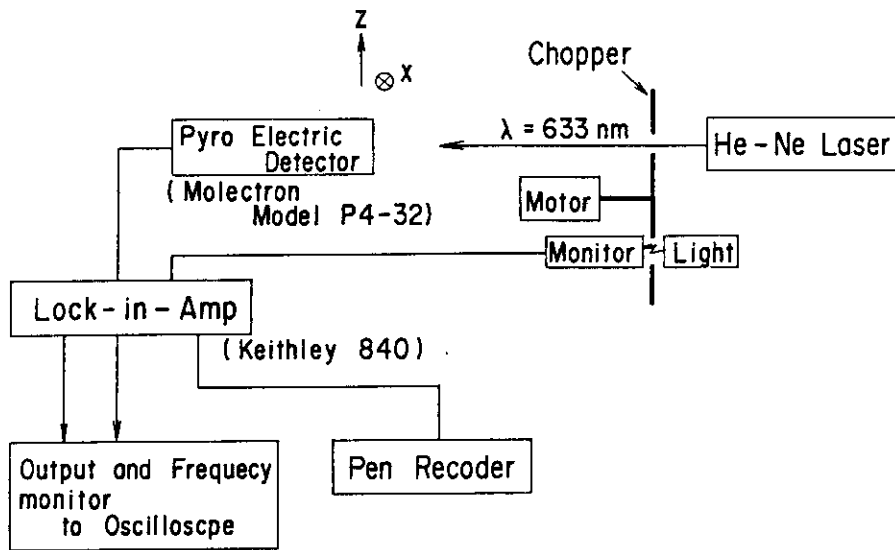 Z
X
Chopper
λ = 633 nm
He-Ne Laser
Pyro Electric
Detector
(Molectron
Model P4-32)
Motor
Monitor
Light
Lock-in-Amp
(Keithley 840)
Output and Frequecy
monitor
to Oscilloscpe
Pen Recoder